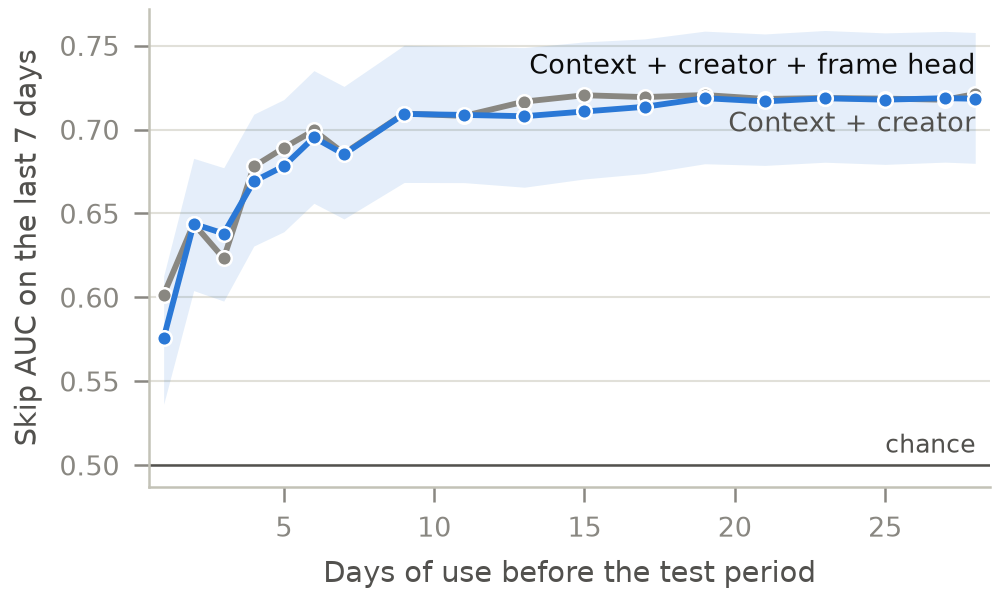 Skip AUC on the last 7 days
0.75
0.70
0.65
0.60
0.55
0.50
Context + creator + frame head
Context + creator
chance
5 10 15 20 25
Days of use before the test period